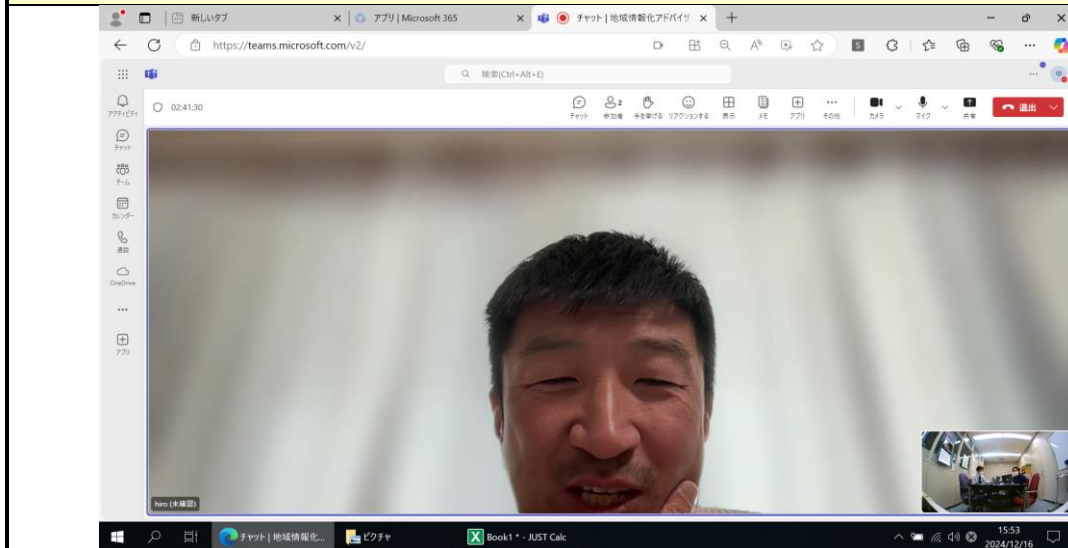 新しいタブ
アプリ | Microsoft 365
チャット | 地域情報化アドバイザ
https://teams.microsoft.com/v2/
検索(Ctrl+Alt+E)
02:41:30
チャット
2
参加者
手を挙げる
リアクションする
表示
メモ
アプリ
その他
カメラ
マイク
共有
退出
アクティビティ
チャット
チーム
カレンダー
通話
OneDrive
アプリ
hiro (未確認)
チャット | 地域情報化...
ピクチャ
Book1 * - JUST Calc
15:53
2024/12/16